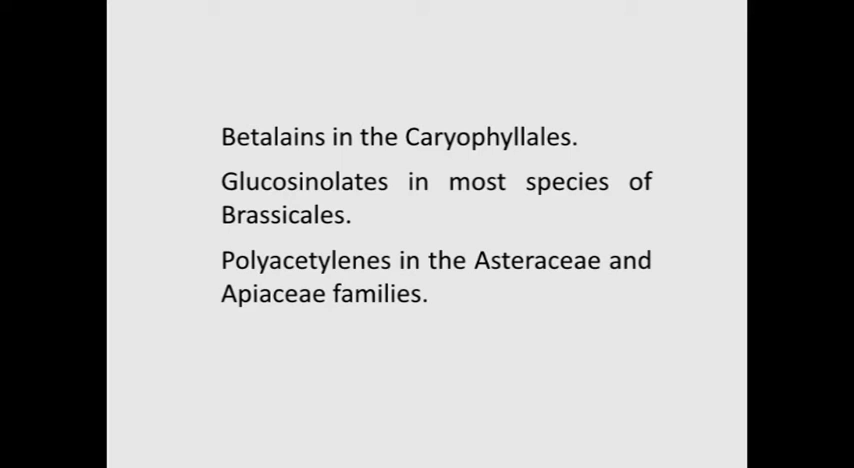 Betalains in the Caryophyllales.
Glucosinolates in most species of
Brassicales.
Polyacetylenes in the Asteraceae and
Apiaceae families.